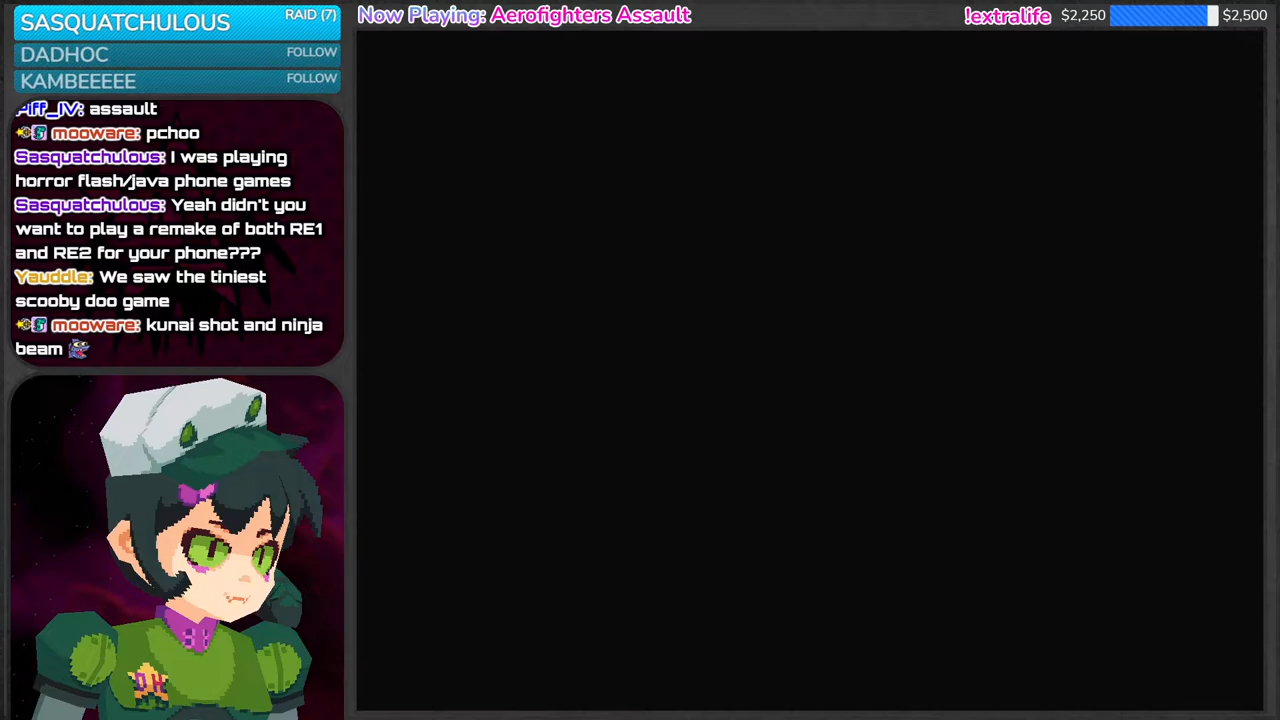 SASQUATCHULOUS RAID (7)
DADHOC FOLLOW
KAMBEEEEE FOLLOW
Now Playing: Aerofighters Assault
!extralife $2,250 $2,500
Piff_IV: assault
mooware: pchoo
Sasquatchulous: I was playing
horror flash/java phone games
Sasquatchulous: Yeah didn't you
want to play a remake of both RE1
and RE2 for your phone???
Yauddle: We saw the tiniest
scooby doo game
mooware: kunai shot and ninja
beam
DH